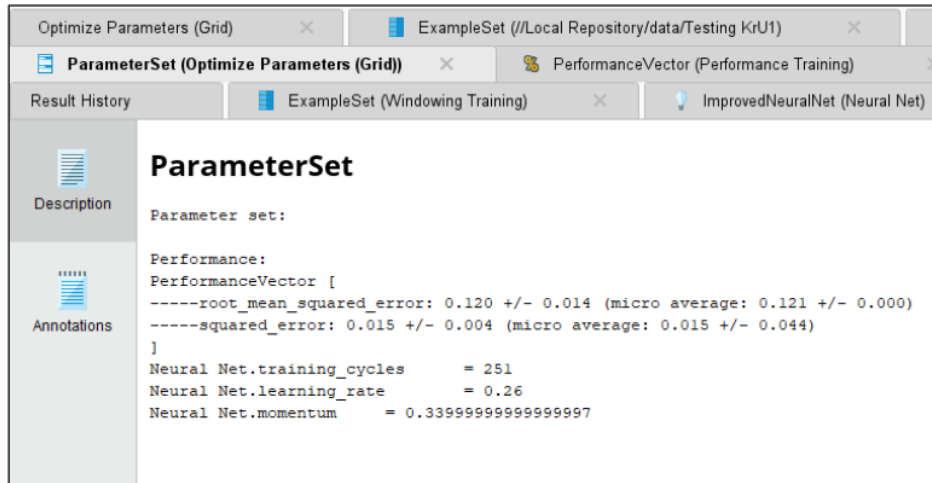 Optimize Parameters (Grid)
ExampleSet (//Local Repository/data/Testing KrU1)
ParameterSet (Optimize Parameters (Grid))
PerformanceVector (Performance Training)
Result History
ExampleSet (Windowing Training)
ImprovedNeuralNet (Neural Net)
Description
Annotations
ParameterSet
Parameter set:
Performance:
PerformanceVector [
-----root_mean_squared_error: 0.120 +/- 0.014 (micro average: 0.121 +/- 0.000)
-----squared_error: 0.015 +/- 0.004 (micro average: 0.015 +/- 0.044)
]
Neural Net.training_cycles = 251
Neural Net.learning_rate = 0.26
Neural Net.momentum = 0.33999999999999997